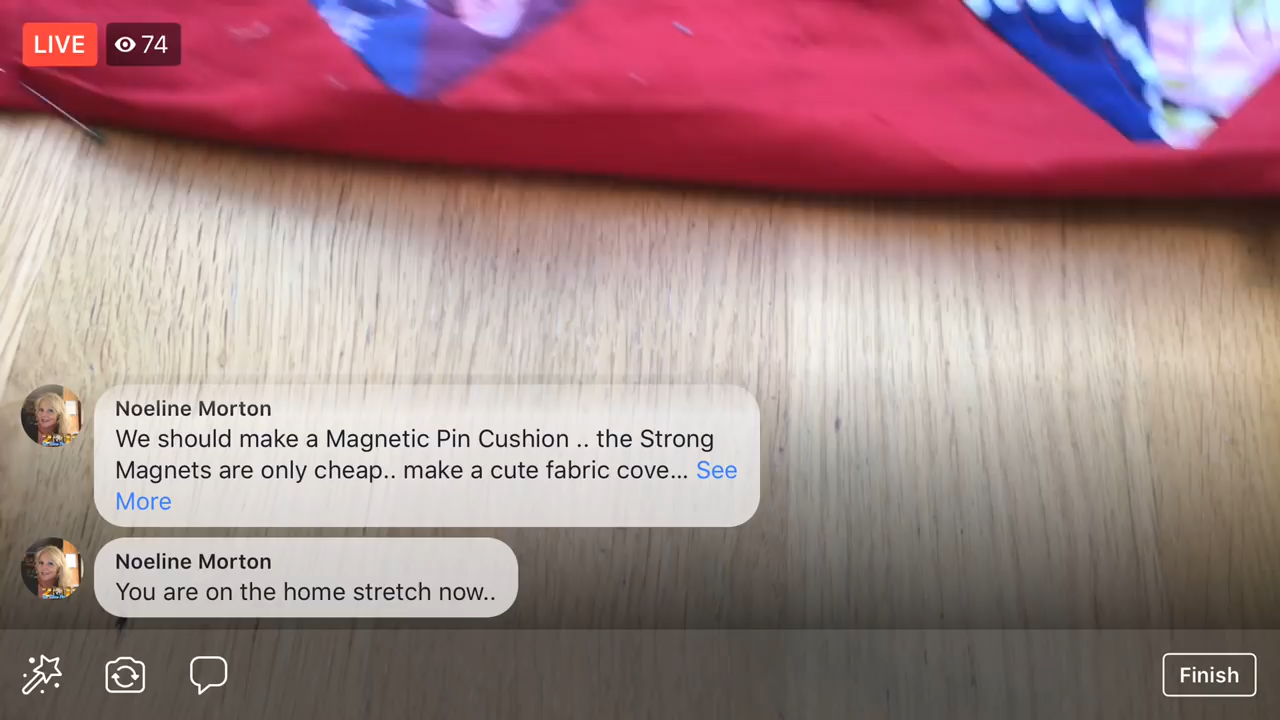 LIVE 74
Noeline Morton
We should make a Magnetic Pin Cushion .. the Strong
Magnets are only cheap.. make a cute fabric cove... See
More
Noeline Morton
You are on the home stretch now..
Finish